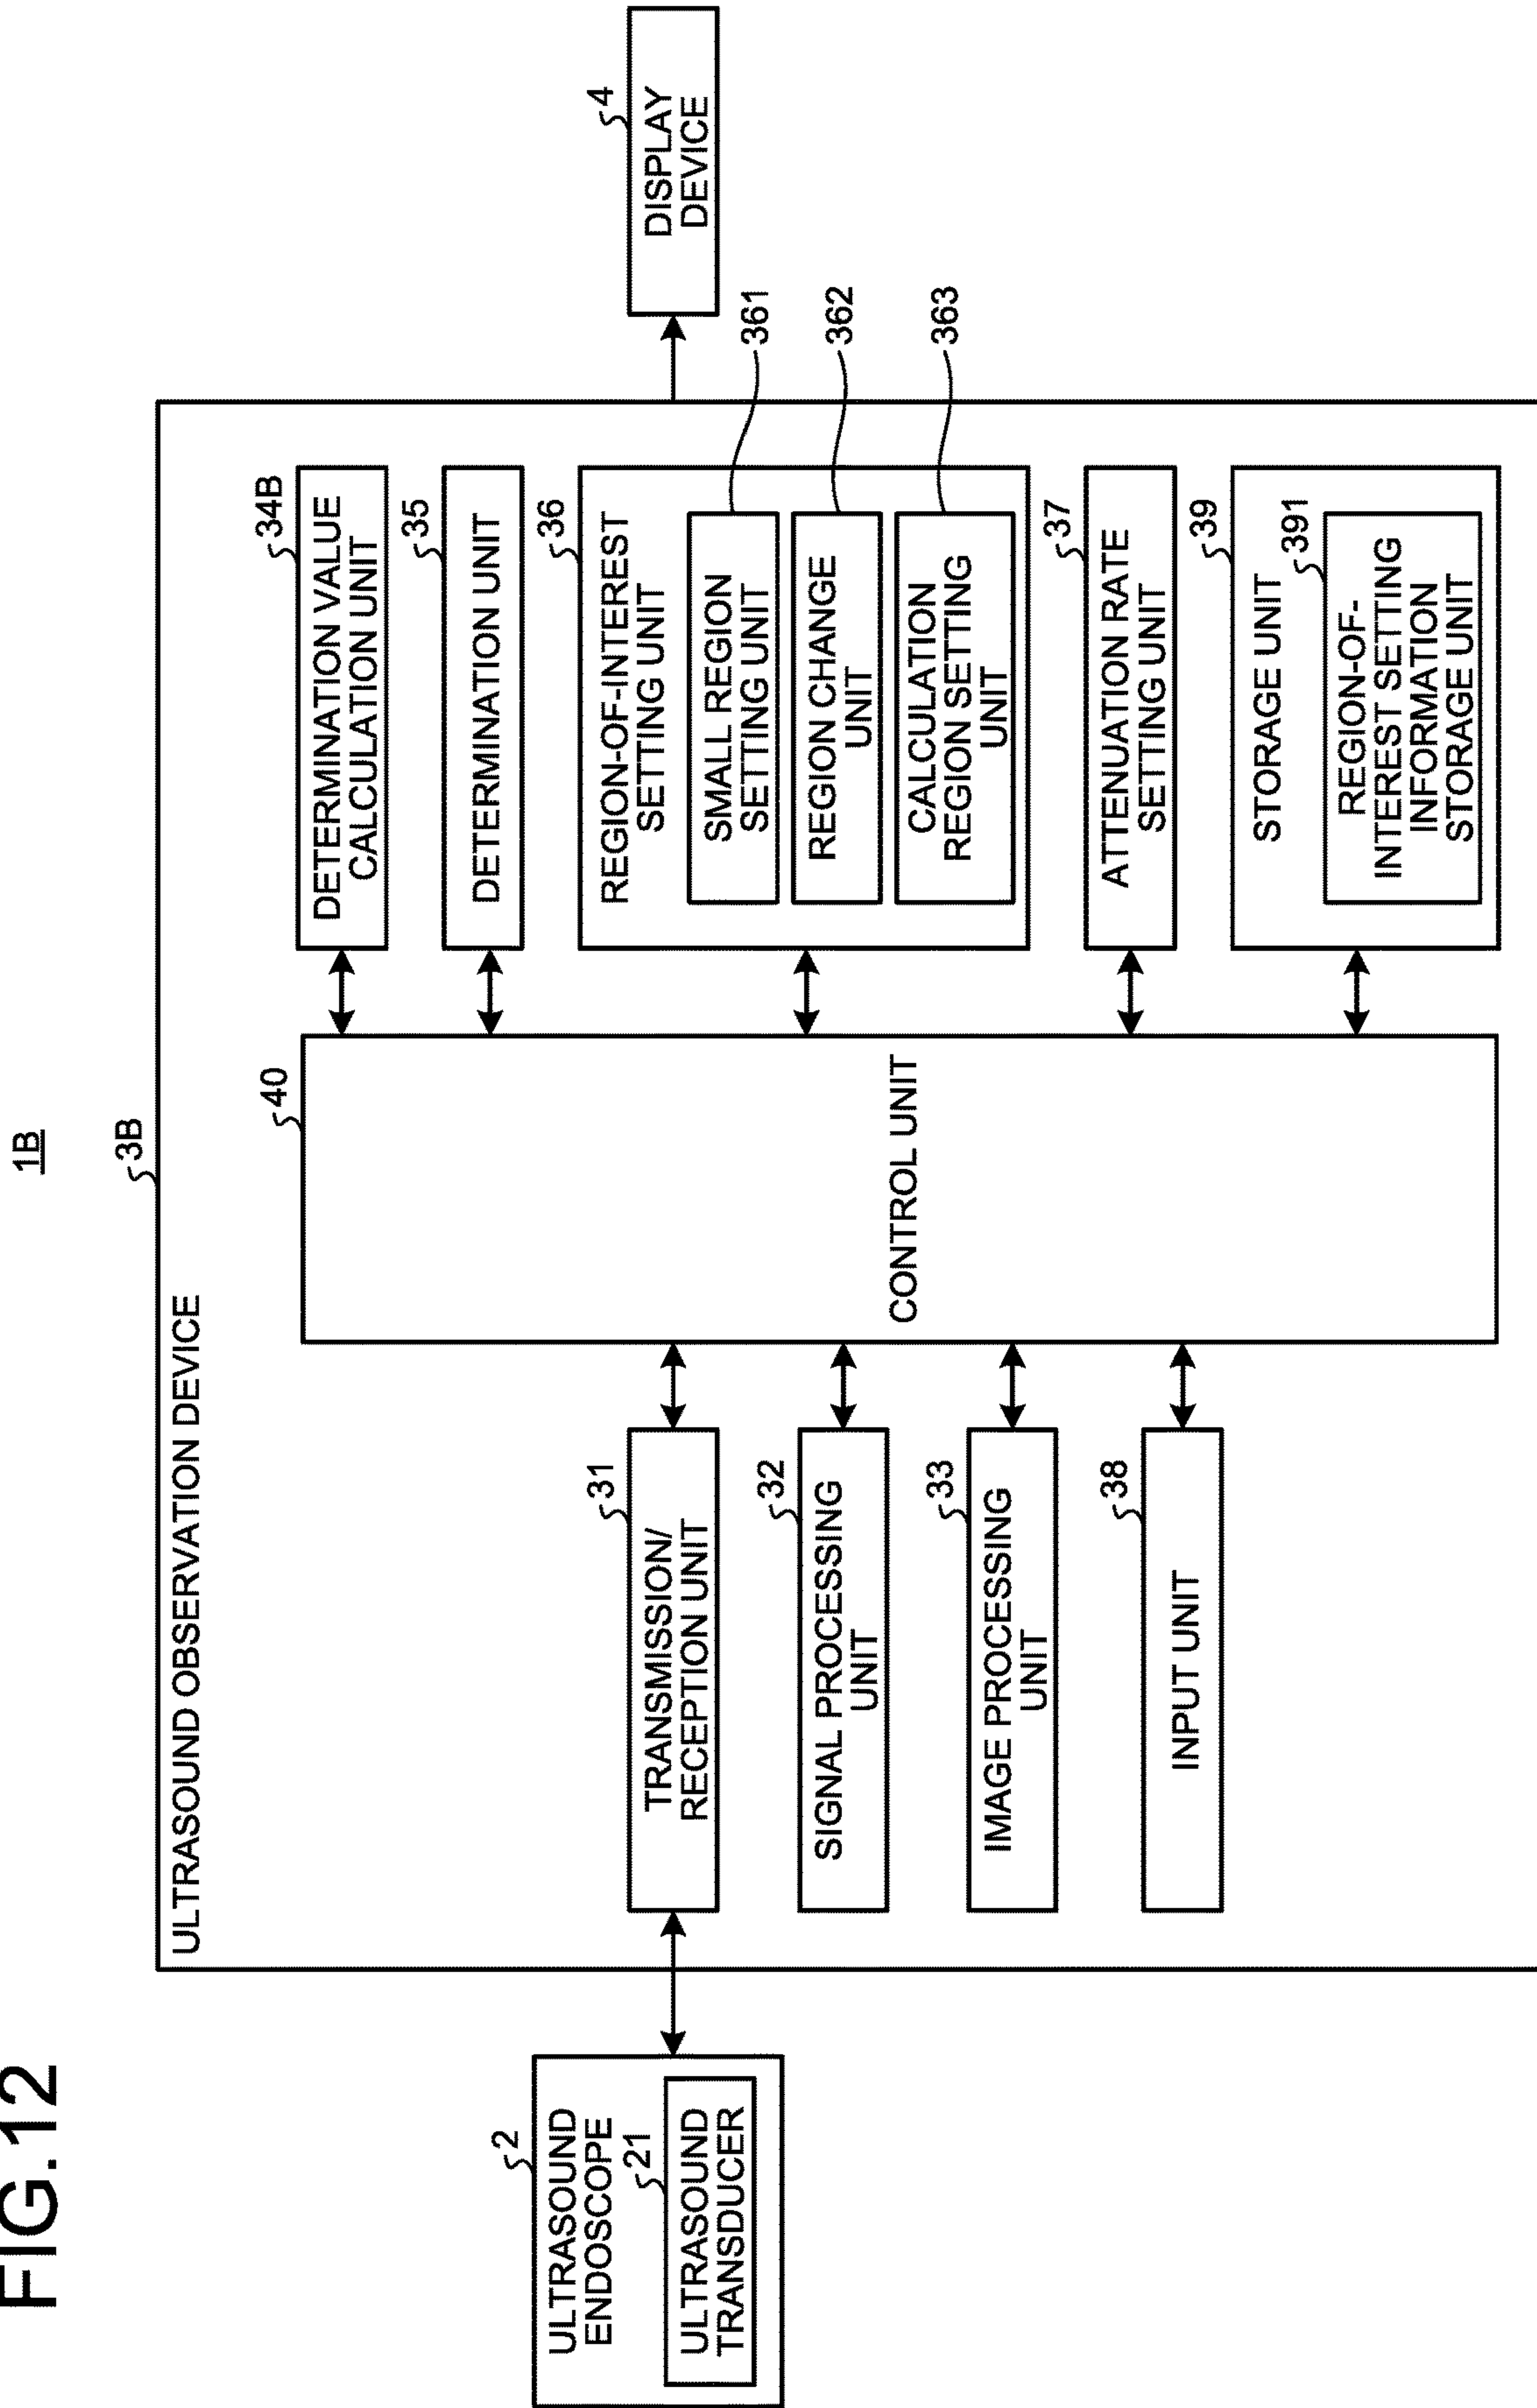 FIG.12
1B
3B
ULTRASOUND OBSERVATION DEVICE
2
ULTRASOUND
ENDOSCOPE
21
ULTRASOUND
TRANSDUCER
31
TRANSMISSION/
RECEPTION UNIT
32
SIGNAL PROCESSING
UNIT
33
IMAGE PROCESSING
UNIT
38
INPUT UNIT
40
CONTROL UNIT
34B
DETERMINATION VALUE
CALCULATION UNIT
35
DETERMINATION UNIT
36
REGION-OF-INTEREST
SETTING UNIT
SMALL REGION
SETTING UNIT
361
REGION CHANGE
UNIT
362
CALCULATION
REGION SETTING
UNIT
363
37
ATTENUATION RATE
SETTING UNIT
39
STORAGE UNIT
391
REGION-OF-
INTEREST SETTING
INFORMATION
STORAGE UNIT
4
DISPLAY
DEVICE